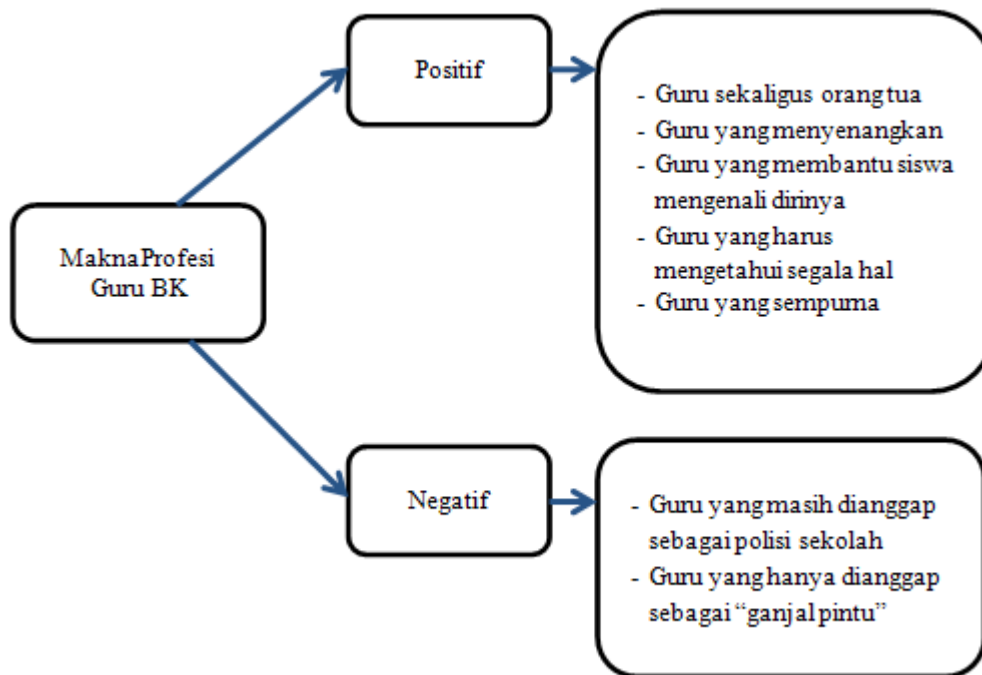 Positif
- Guru sekaligus orang tua
- Guru yang menyenangkan
- Guru yang membantu siswa
mengenali dirinya
- Guru yang harus
mengetahui segala hal
- Guru yang sempurna
Makna Profesi
Guru BK
Negatif
- Guru yang masih dianggap
sebagai polisi sekolah
- Guru yang hanya dianggap
sebagai “ganjal pintu”